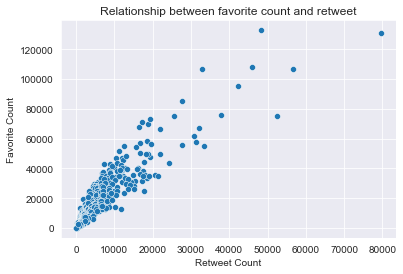 Relationship between favorite count and retweet
Favorite Count
120000
100000
80000
60000
40000
20000
0
0 10000 20000 30000 40000 50000 60000 70000 80000
Retweet Count